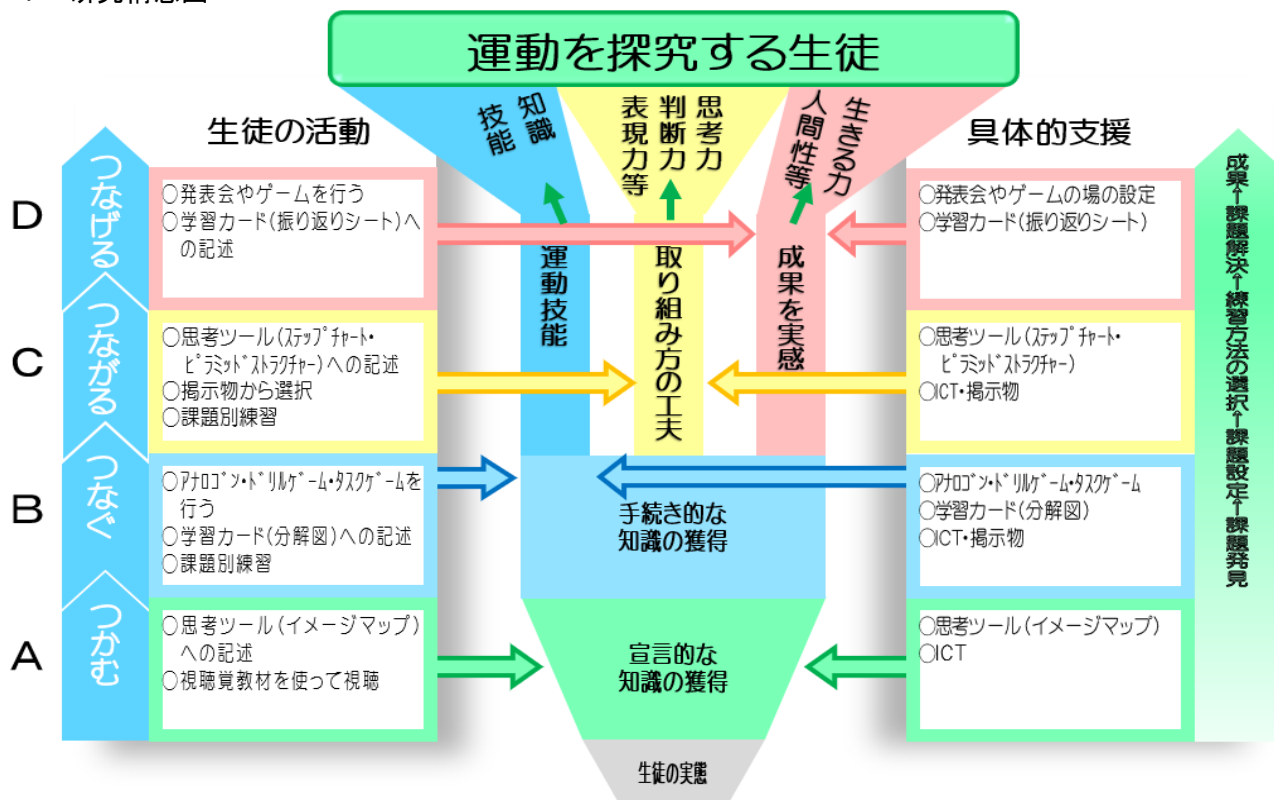 運動を探究する生徒
生徒の活動
具体的支援
知識
技能
思考力
判断力
表現力等
生きる力
人間性等
D
つなげる
○発表会やゲームを行う
○学習カード(振り返りシート)へ
の記述
運動技能
取り組み方の工夫
成果を実感
○発表会やゲームの場の設定
○学習カード(振り返りシート)
C
つながる
○思考ツール(ｽﾃｯﾌﾟﾁｬｰﾄ・
ﾋﾟﾗﾐｯﾄﾞｽﾄﾗｸﾁｬｰ)への記述
○掲示物から選択
○課題別練習
○思考ツール(ｽﾃｯﾌﾟﾁｬｰﾄ・
ﾋﾟﾗﾐｯﾄﾞｽﾄﾗｸﾁｬｰ)
○ICT・掲示物
B
つなぐ
○ｱﾅﾛｺﾞﾝ・ﾄﾞﾘﾙｹﾞｰﾑ・ﾀｽｸｹﾞｰﾑを
行う
○学習カード(分解図)への記述
○課題別練習
手続き的な
知識の獲得
○ｱﾅﾛｺﾞﾝ・ﾄﾞﾘﾙｹﾞｰﾑ・ﾀｽｸｹﾞｰﾑ
○学習カード(分解図)
○ICT・掲示物
A
つかむ
○思考ツール(イメージマップ)
への記述
○視聴覚教材を使って視聴
宣言的な
知識の獲得
○思考ツール(イメージマップ)
○ICT
生徒の実態
成果↑課題解決↑練習方法の選択↑課題設定↑課題発見